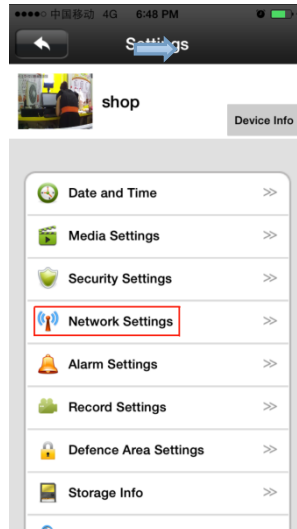 中国移动 4G 6:48 PM
Settings
shop
Device Info
Date and Time
Media Settings
Security Settings
Network Settings
Alarm Settings
Record Settings
Defence Area Settings
Storage Info